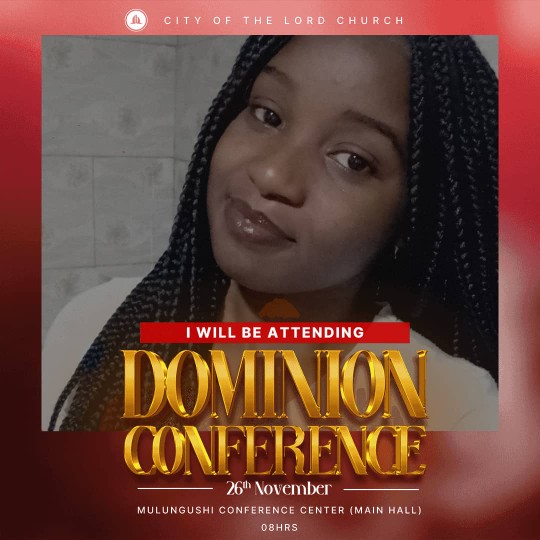 CITY OF THE LORD CHURCH
I WILL BE ATTENDING
DOMINION
CONFERENCE
26th November
MULUNGUSHI CONFERENCE CENTER (MAIN HALL)
08HRS